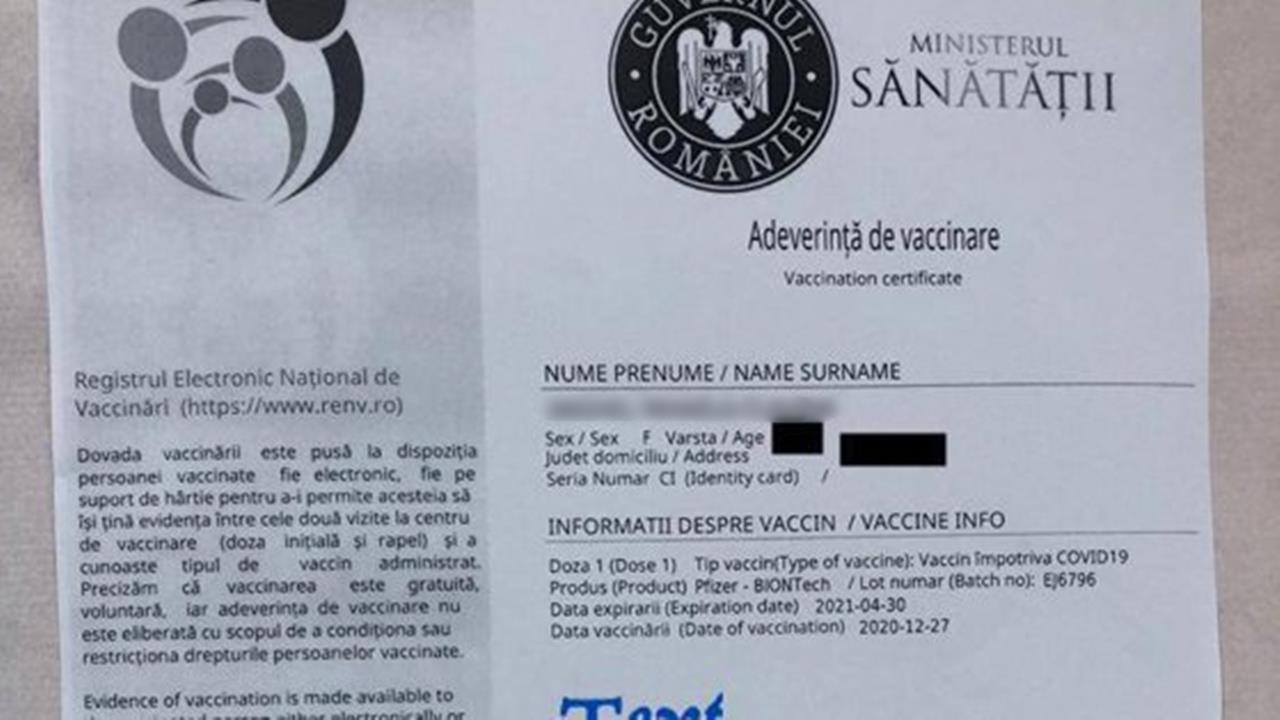 GUVERNUL ROMÂNIEI
MINISTERUL
SĂNĂTĂȚII
Adeverință de vaccinare
Vaccination certificate
Registrul Electronic Național de
Vaccinări (https://www.renv.ro)
Dovada vaccinării este pusă la dispoziția
persoanei vaccinate fie electronic, fie pe
suport de hârtie pentru a-i permite acesteia să
își țină evidența între cele două vizite la centru
de vaccinare (doza inițială și rapel) și a
cunoaste tipul de vaccin administrat.
Precizăm că vaccinarea este gratuită,
voluntară, iar adeverința de vaccinare nu
este eliberată cu scopul de a condiționa sau
restricționa drepturile persoanelor vaccinate.
Evidence of vaccination is made available to
NUME PRENUME / NAME SURNAME
Sex / Sex F Varsta / Age
Judet domiciliu / Address
Seria Numar CI (Identity card) /
INFORMATII DESPRE VACCIN / VACCINE INFO
Doza 1 (Dose 1) Tip vaccin(Type of vaccine): Vaccin împotriva COVID19
Produs (Product) Pfizer - BIONTech / Lot numar (Batch no): EJ6796
Data expirarii (Expiration date) 2021-04-30
Data vaccinării (Date of vaccination) 2020-12-27